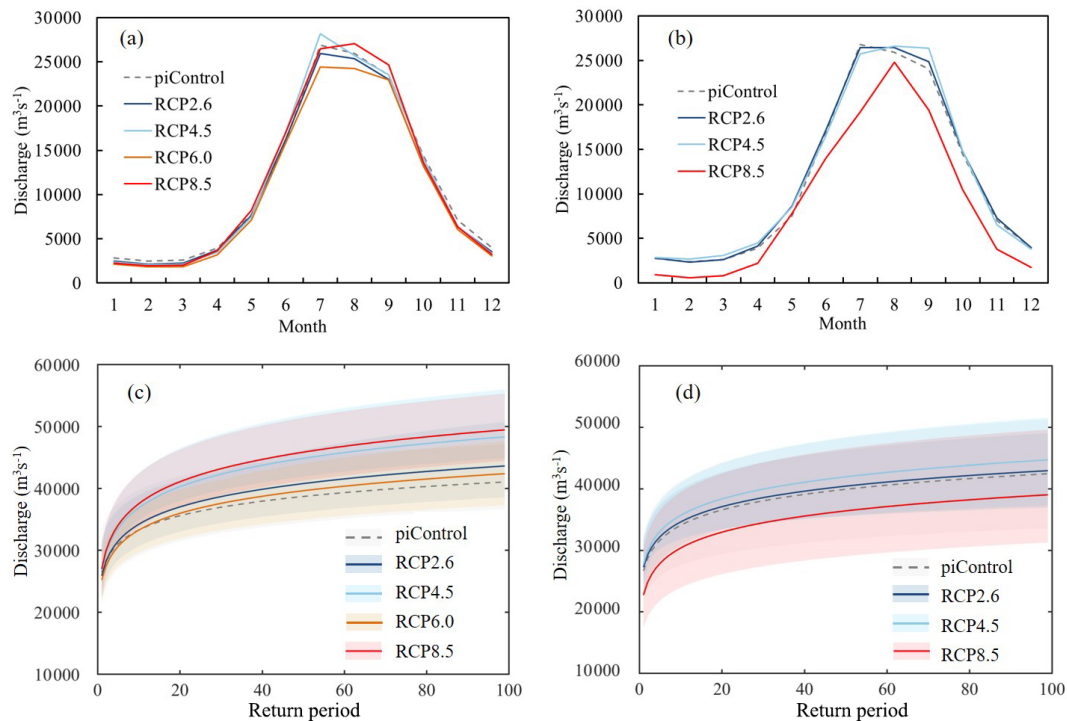 (a)
30000
25000
20000
15000
10000
5000
0
Discharge (m³s⁻¹)
piControl
RCP2.6
RCP4.5
RCP6.0
RCP8.5
1 2 3 4 5 6 7 8 9 10 11 12
Month
(b)
30000
25000
20000
15000
10000
5000
0
Discharge (m³s⁻¹)
piControl
RCP2.6
RCP4.5
RCP8.5
1 2 3 4 5 6 7 8 9 10 11 12
Month
(c)
60000
50000
40000
30000
20000
10000
Discharge (m³s⁻¹)
piControl
RCP2.6
RCP4.5
RCP6.0
RCP8.5
0 20 40 60 80 100
Return period
(d)
60000
50000
40000
30000
20000
10000
Discharge (m³s⁻¹)
piControl
RCP2.6
RCP4.5
RCP8.5
0 20 40 60 80 100
Return period